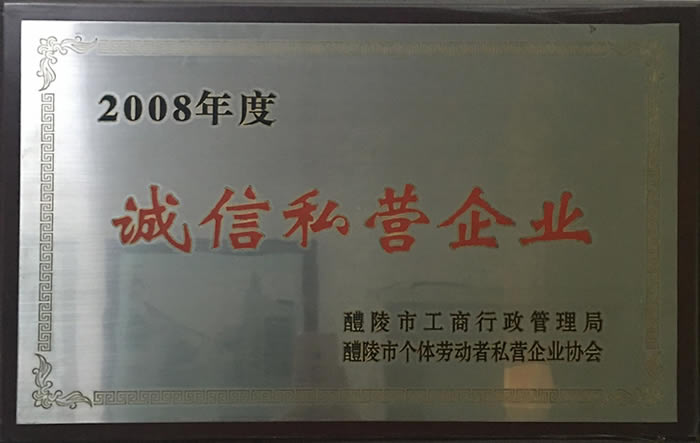 2008年度
诚信私营企业
醴陵市工商行政管理局
醴陵市个体劳动者私营企业协会